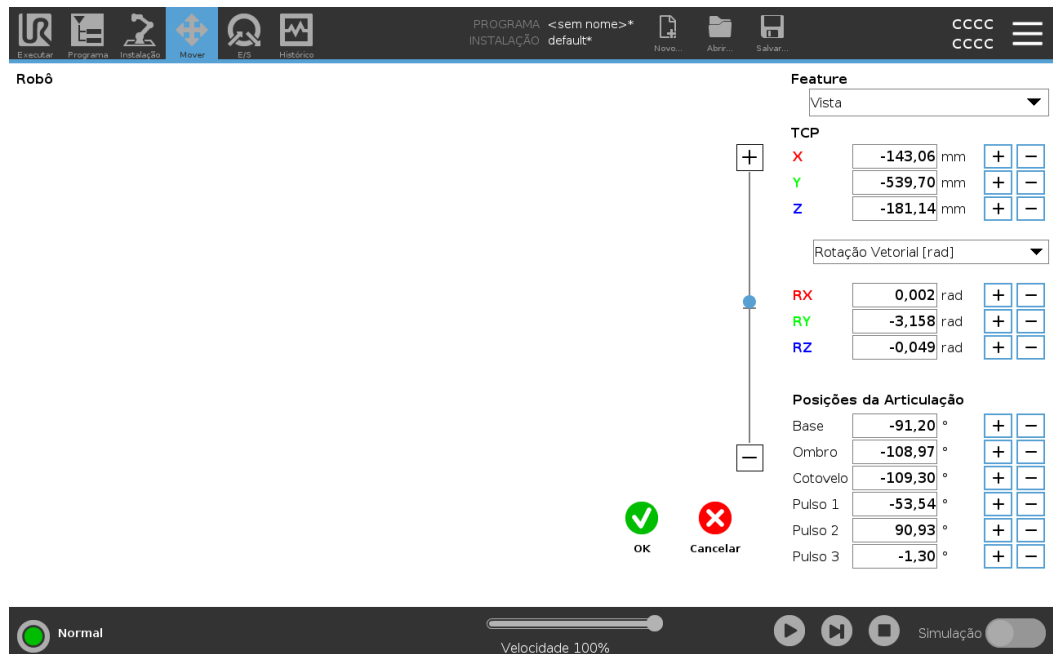 PROGRAMA <sem nome>*
INSTALAÇÃO default*
CCCC
CCCC
Executar Programa Instalação Mover E/S Histórico
Novo... Abrir... Salvar...
Robô
Feature
Vista
TCP
X -143,06 mm + −
Y -539,70 mm + −
Z -181,14 mm + −
Rotação Vetorial [rad]
RX 0,002 rad + −
RY -3,158 rad + −
RZ -0,049 rad + −
Posições da Articulação
Base -91,20 ° + −
Ombro -108,97 ° + −
Cotovelo -109,30 ° + −
Pulso 1 -53,54 ° + −
Pulso 2 90,93 ° + −
Pulso 3 -1,30 ° + −
+
−
OK Cancelar
Normal
Velocidade 100%
Simulação